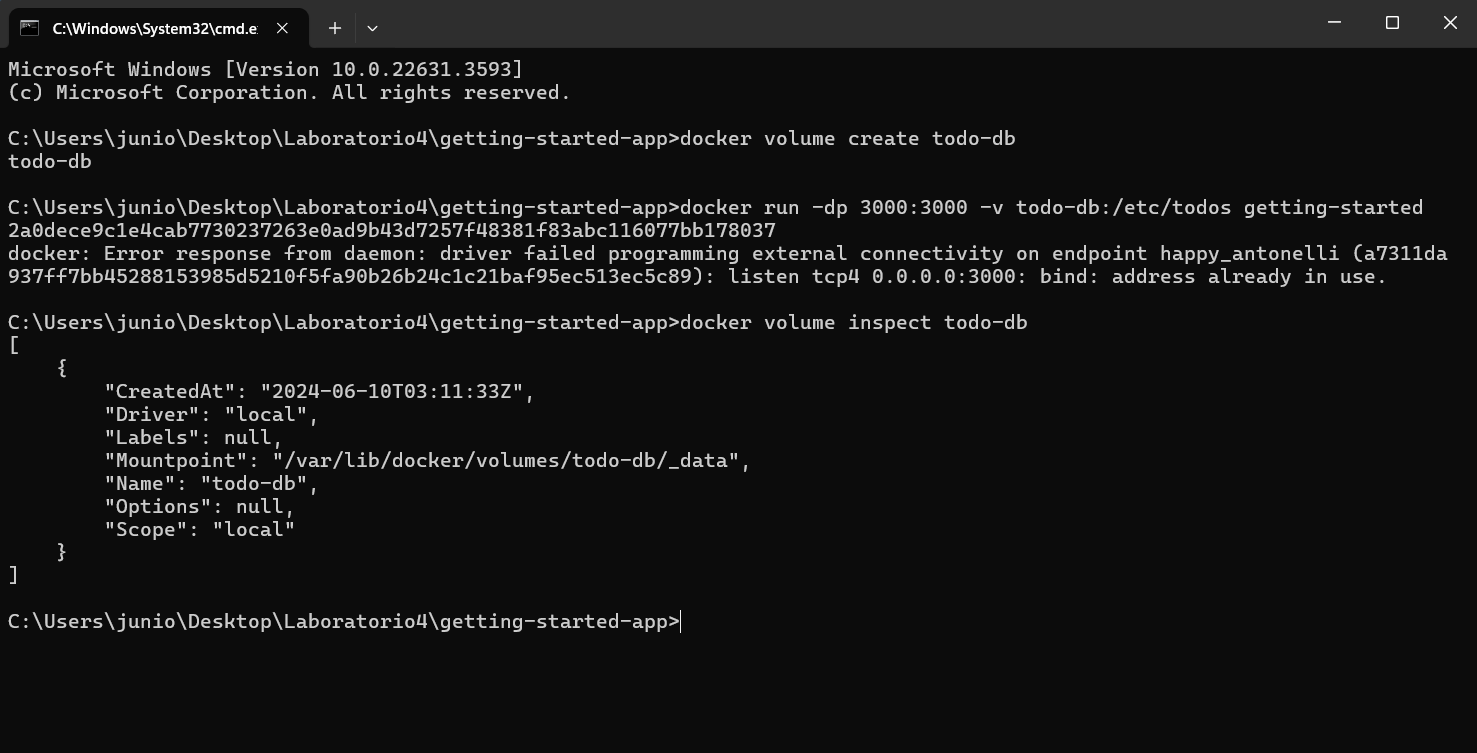 C:\Windows\System32\cmd.e
Microsoft Windows [Version 10.0.22631.3593]
(c) Microsoft Corporation. All rights reserved.
C:\Users\junio\Desktop\Laboratorio4\getting-started-app>docker volume create todo-db
todo-db
C:\Users\junio\Desktop\Laboratorio4\getting-started-app>docker run -dp 3000:3000 -v todo-db:/etc/todos getting-started
2a0dece9c1e4cab7730237263e0ad9b43d7257f48381f83abc116077bb178037
docker: Error response from daemon: driver failed programming external connectivity on endpoint happy_antonelli (a7311da
937ff7bb45288153985d5210f5fa90b26b24c1c21baf95ec513ec5c89): listen tcp4 0.0.0.0:3000: bind: address already in use.
C:\Users\junio\Desktop\Laboratorio4\getting-started-app>docker volume inspect todo-db
[
    {
        "CreatedAt": "2024-06-10T03:11:33Z",
        "Driver": "local",
        "Labels": null,
        "Mountpoint": "/var/lib/docker/volumes/todo-db/_data",
        "Name": "todo-db",
        "Options": null,
        "Scope": "local"
    }
]
C:\Users\junio\Desktop\Laboratorio4\getting-started-app>